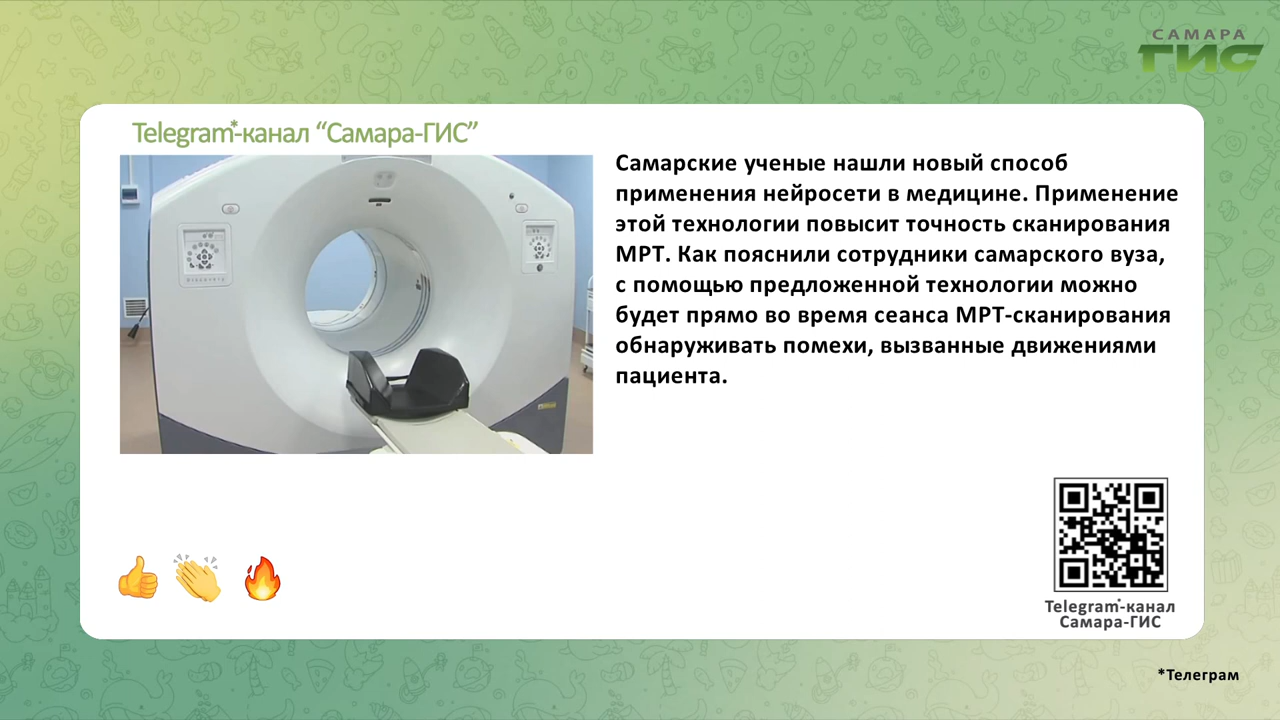 САМАРА
ГИС
Telegram*-канал “Самара-ГИС”
Самарские ученые нашли новый способ
применения нейросети в медицине. Применение
этой технологии повысит точность сканирования
МРТ. Как пояснили сотрудники самарского вуза,
с помощью предложенной технологии можно
будет прямо во время сеанса МРТ-сканирования
обнаруживать помехи, вызванные движениями
пациента.
Telegram*-канал
Самара-ГИС
*Телеграм